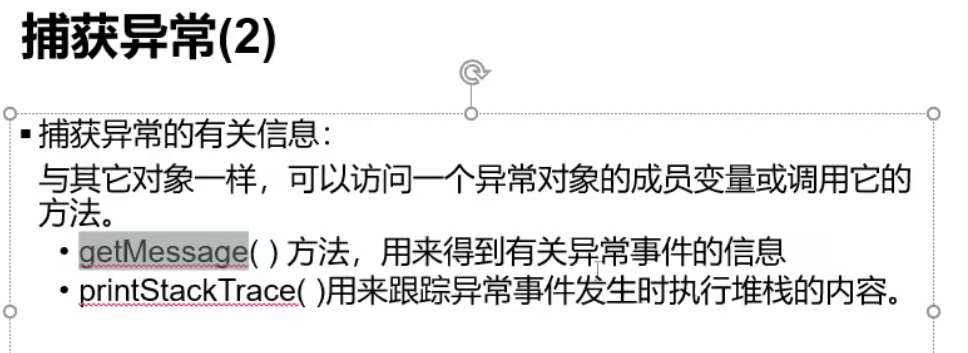 捕获异常(2)
▪ 捕获异常的有关信息：
与其它对象一样，可以访问一个异常对象的成员变量或调用它的
方法。
• getMessage( ) 方法，用来得到有关异常事件的信息
• printStackTrace( )用来跟踪异常事件发生时执行堆栈的内容。